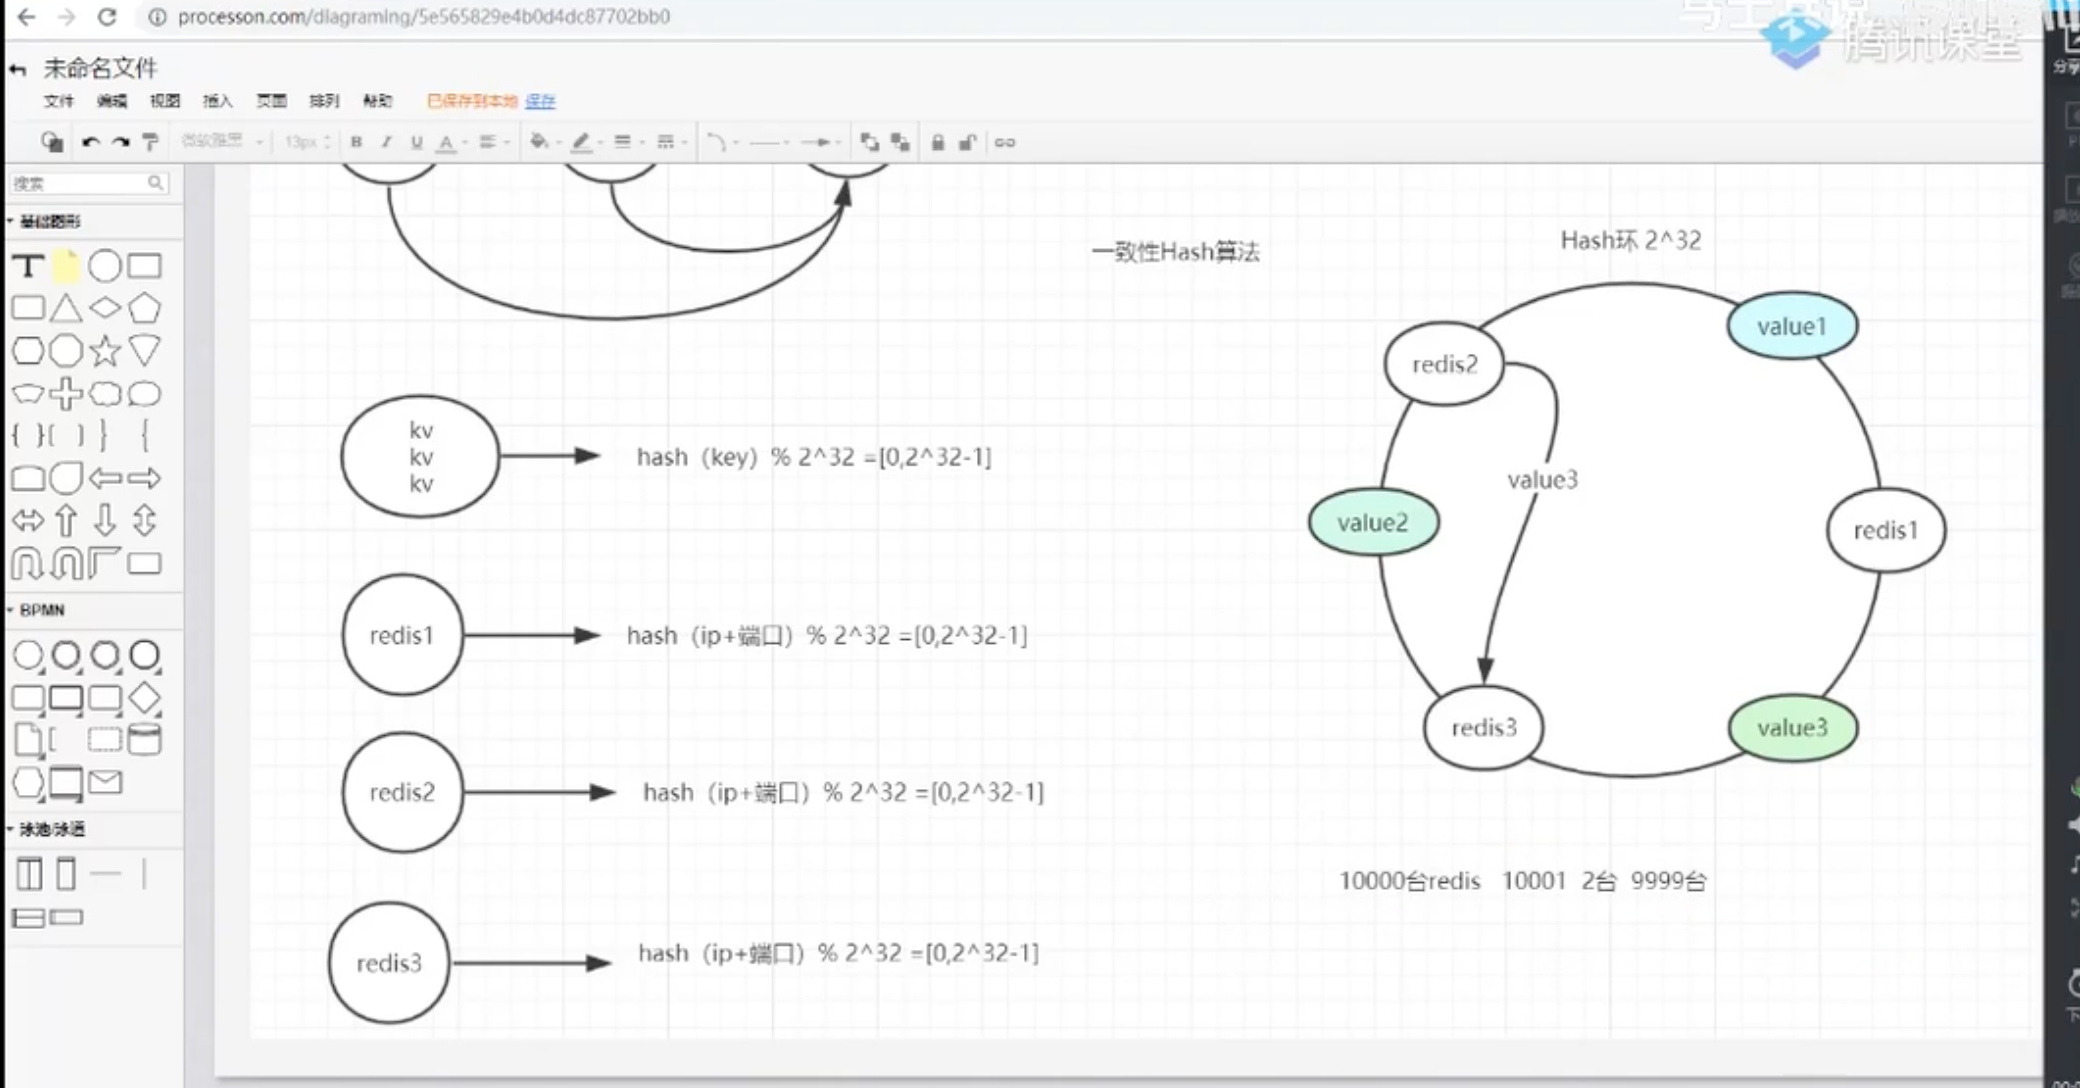 processon.com/diagraming/5e565829e4b0d4dc87702bb0
腾讯课堂
未命名文件
文件 编辑 视图 插入 页面 排列 帮助 已保存到本地 保存
微软雅黑 13px B I U A
搜索
基础图形
T
BPMN
泳池/泳道
一致性Hash算法
Hash环 2^32
value1
redis2
value3
value2
redis1
redis3
value3
kv
kv
kv
hash（key）% 2^32 =[0,2^32-1]
redis1
hash（ip+端口）% 2^32 =[0,2^32-1]
redis2
hash（ip+端口）% 2^32 =[0,2^32-1]
redis3
hash（ip+端口）% 2^32 =[0,2^32-1]
10000台redis 10001 2台 9999台